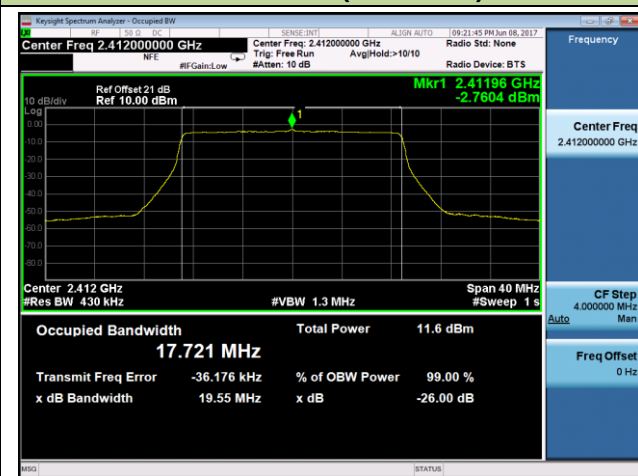 Keysight Spectrum Analyzer - Occupied BW
LXI RF 50 Ω DC SENSE:INT ALIGN AUTO 09:21:45 PM Jun 08, 2017
Center Freq 2.412000000 GHz Center Freq: 2.412000000 GHz Radio Std: None Frequency
NFE Trig: Free Run Avg|Hold:>10/10
#IFGain:Low #Atten: 10 dB Radio Device: BTS
Ref Offset 21 dB Mkr1 2.41196 GHz
10 dB/div Ref 10.00 dBm -2.7604 dBm
Log
1
0.00
-10.0
-20.0
-30.0
-40.0
-50.0
-60.0
-70.0
-80.0
Center Freq
2.412000000 GHz
Center 2.412 GHz Span 40 MHz
#Res BW 430 kHz #VBW 1.3 MHz #Sweep 1 s
CF Step
4.000000 MHz
Auto Man
Occupied Bandwidth Total Power 11.6 dBm
17.721 MHz
Freq Offset
0 Hz
Transmit Freq Error -36.176 kHz % of OBW Power 99.00 %
x dB Bandwidth 19.55 MHz x dB -26.00 dB
MSG STATUS